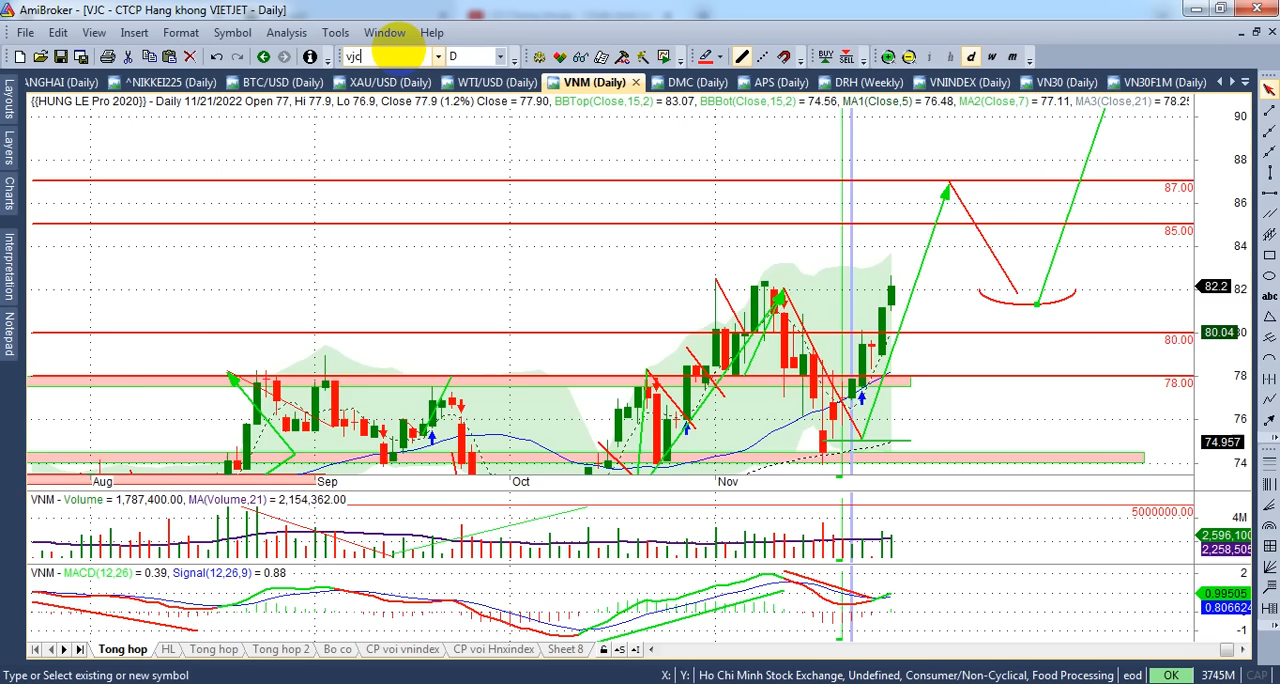 AmiBroker - [VJC - CTCP Hang khong VIETJET - Daily]
File Edit View Insert Format Symbol Analysis Tools Window Help
vjc D BUY SELL i h d w m
ANGHAI (Daily) ^NIKKEI225 (Daily) BTC/USD (Daily) XAU/USD (Daily) WTI/USD (Daily) VNM (Daily) DMC (Daily) APS (Daily) DRH (Weekly) VNINDEX (Daily) VN30 (Daily) VN30F1M (Daily)
Layouts
Layers
Charts
Interpretation
Notepad
{{HUNG LE Pro 2020}} - Daily 11/21/2022 Open 77, Hi 77.9, Lo 76.9, Close 77.9 (1.2%) Close = 77.90, BBTop(Close,15,2) = 83.07, BBBot(Close,15,2) = 74.56, MA1(Close,5) = 76.48, MA2(Close,7) = 77.11, MA3(Close,21) = 78.25
90
88
87.00
86
85.00
84
82.2 82
80.04 80
80.00
78
78.00
76
74.957
74
Aug Sep Oct Nov
VNM - Volume = 1,787,400.00, MA(Volume,21) = 2,154,362.00
5000000.00
4M
2,596,100
2,258,505
VNM - MACD(12,26) = 0.39, Signal(12,26,9) = 0.88
2
0.99505
0.806624
-1
Tong hop HL Tong hop Tong hop 2 Bo co CP voi vnindex CP voi Hnxindex Sheet 8
Type or Select existing or new symbol X: Y: Ho Chi Minh Stock Exchange, Undefined, Consumer/Non-Cyclical, Food Processing eod OK 3745M CAP
abc